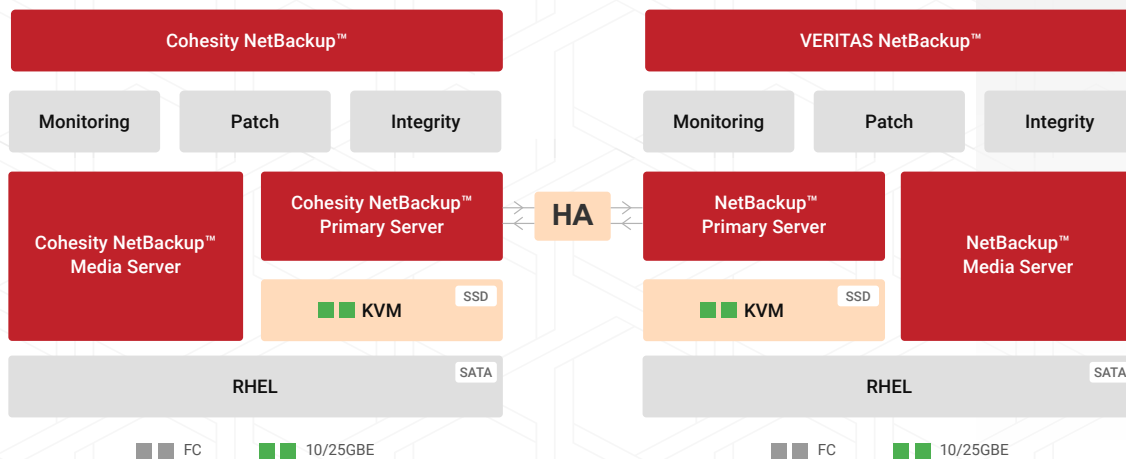 Cohesity NetBackup™
Monitoring
Patch
Integrity
Cohesity NetBackup™
Media Server
Cohesity NetBackup™
Primary Server
SSD
KVM
SATA
RHEL
FC
10/25GBE
HA
VERITAS NetBackup™
Monitoring
Patch
Integrity
NetBackup™
Primary Server
SSD
KVM
NetBackup™
Media Server
SATA
RHEL
FC
10/25GBE